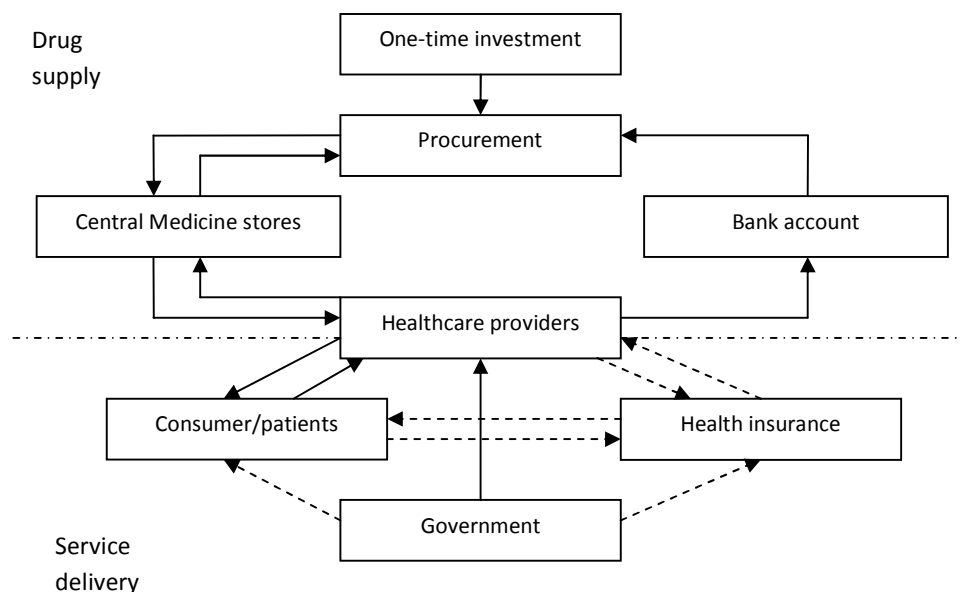 Drug
supply
One-time investment
Procurement
Central Medicine stores
Bank account
Healthcare providers
Consumer/patients
Health insurance
Government
Service
delivery